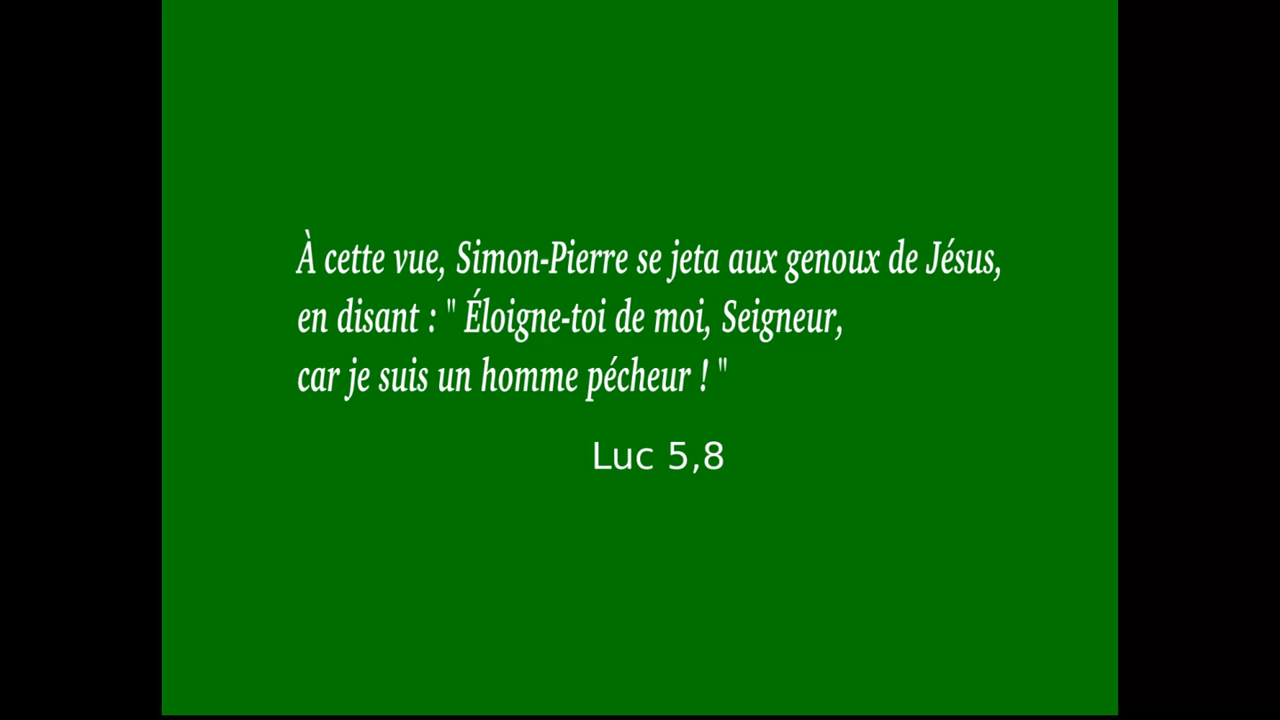 À cette vue, Simon-Pierre se jeta aux genoux de Jésus,
en disant : " Éloigne-toi de moi, Seigneur,
car je suis un homme pécheur ! "
Luc 5,8